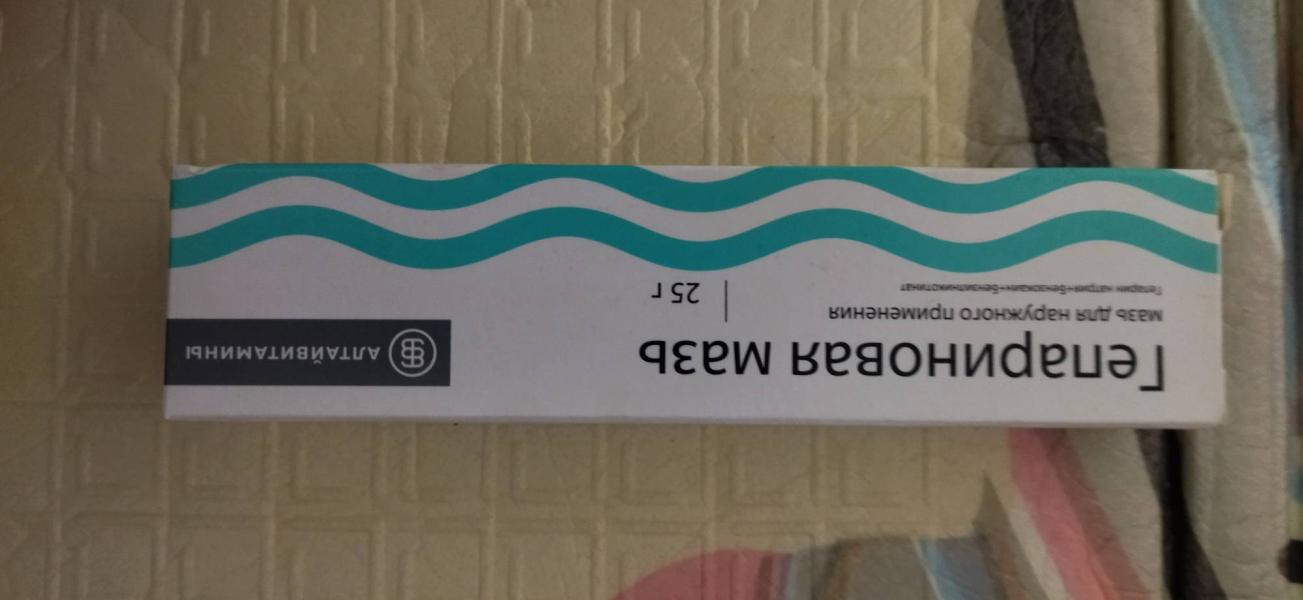 Гепариновая мазь
мазь для наружного применения
Гепарин натрия+Бензокаин+Бензилникотинат
25 г
АЛТАЙВИТАМИНЫ